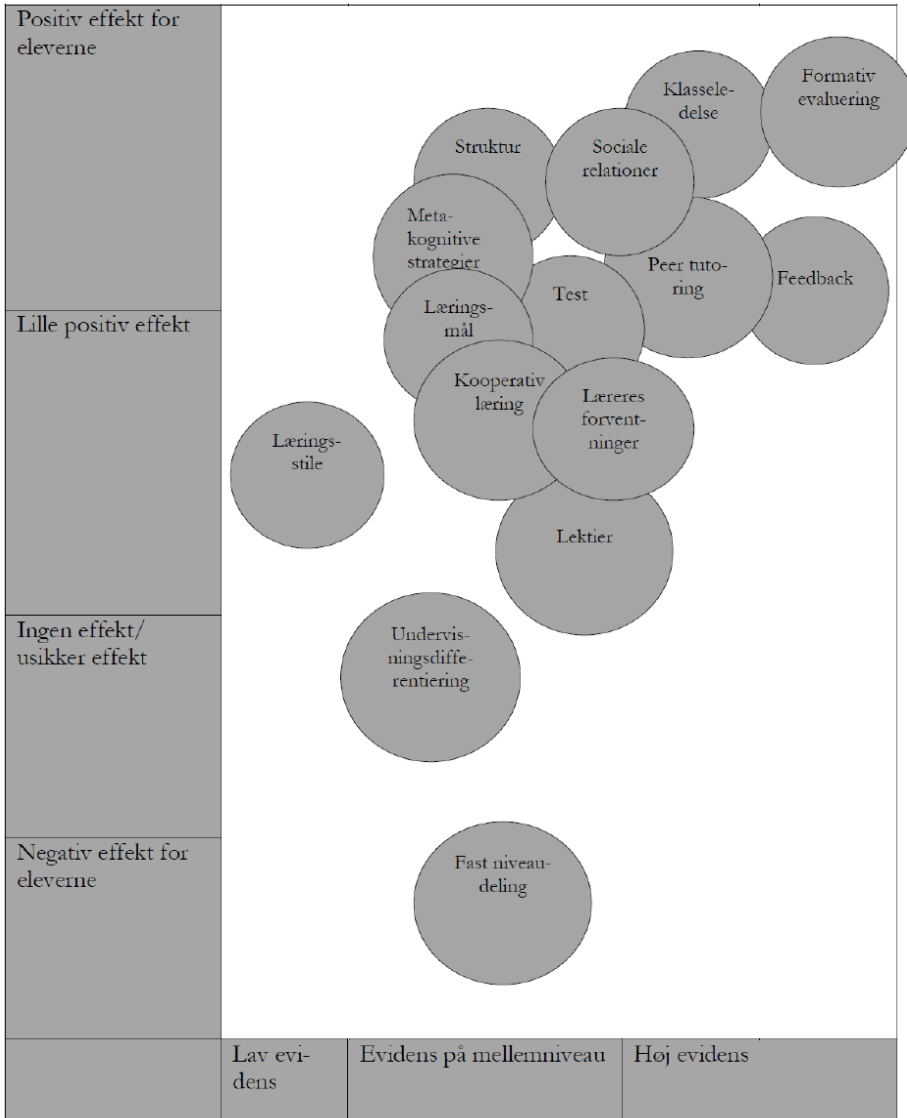 Positiv effekt for
eleverne
Formativ
evaluering
Klassele-
delse
Struktur
Sociale
relationer
Meta-
kognitive
strategier
Peer tuto-
ring
Feedback
Test
Lærings-
mål
Lille positiv effekt
Kooperativ
læring
Læreres
forvent-
ninger
Lærings-
stile
Lektier
Ingen effekt/
usikker effekt
Undervis-
ningsdiffe-
rentiering
Negativ effekt for
eleverne
Fast niveau-
deling
Lav evi-
dens
Evidens på mellemniveau
Høj evidens